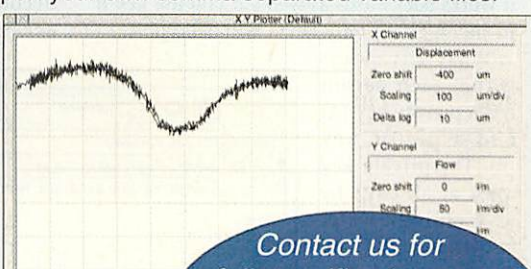 X Y Plotter (Default)
X Channel
Displacement
Zero shift -400 um
Scaling 100 um/div
Delta log 10 um
Y Channel
Flow
Zero shift 0 l/m
Scaling 50 l/m/div
l/m
Contact us for